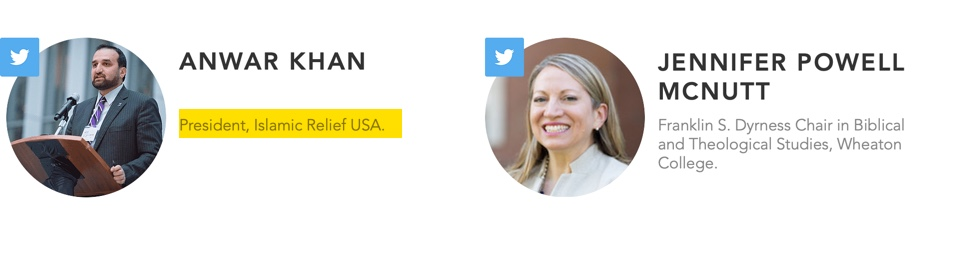 ANWAR KHAN
President, Islamic Relief USA.
JENNIFER POWELL
MCNUTT
Franklin S. Dyrness Chair in Biblical
and Theological Studies, Wheaton
College.